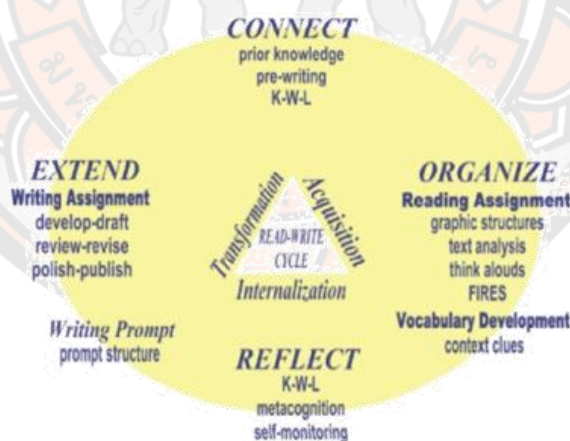 CONNECT
prior knowledge
pre-writing
K-W-L
EXTEND
Writing Assignment
develop-draft
review-revise
polish-publish
Writing Prompt
prompt structure
Transformation
Acquisition
READ-WRITE
CYCLE
Internalization
ORGANIZE
Reading Assignment
graphic structures
text analysis
think alouds
FIRES
Vocabulary Development
context clues
REFLECT
K-W-L
metacognition
self-monitoring